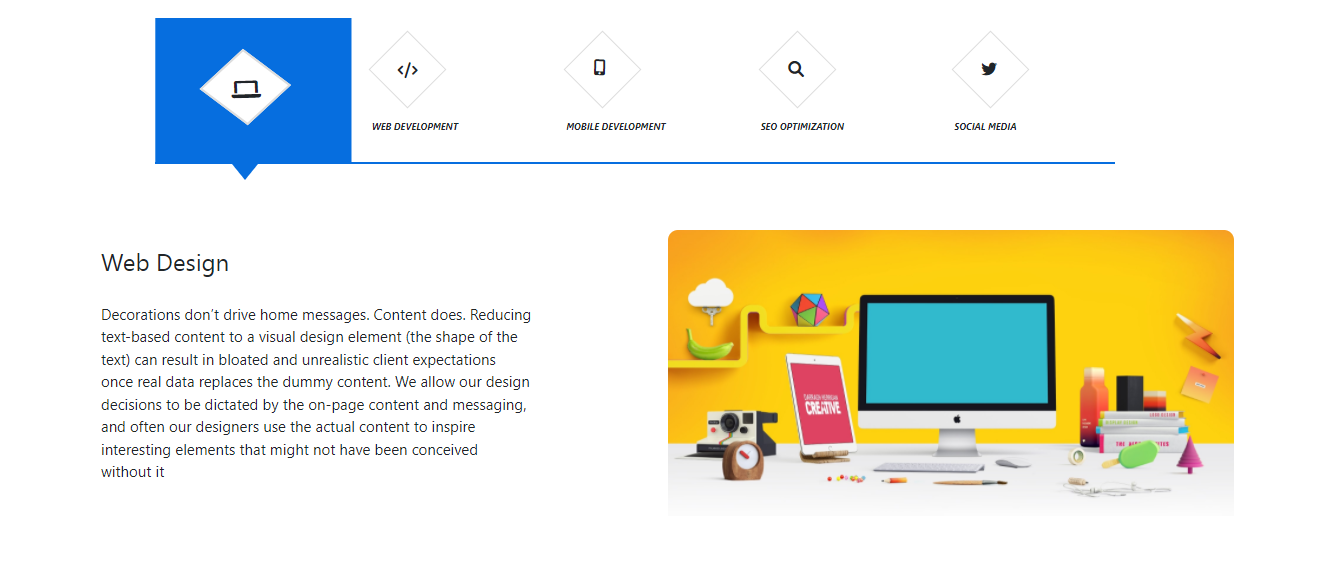 WEB DEVELOPMENT
MOBILE DEVELOPMENT
SEO OPTIMIZATION
SOCIAL MEDIA
Web Design
Decorations don't drive home messages. Content does. Reducing
text-based content to a visual design element (the shape of the
text) can result in bloated and unrealistic client expectations
once real data replaces the dummy content. We allow our design
decisions to be dictated by the on-page content and messaging,
and often our designers use the actual content to inspire
interesting elements that might not have been conceived
without it
CREATIVE